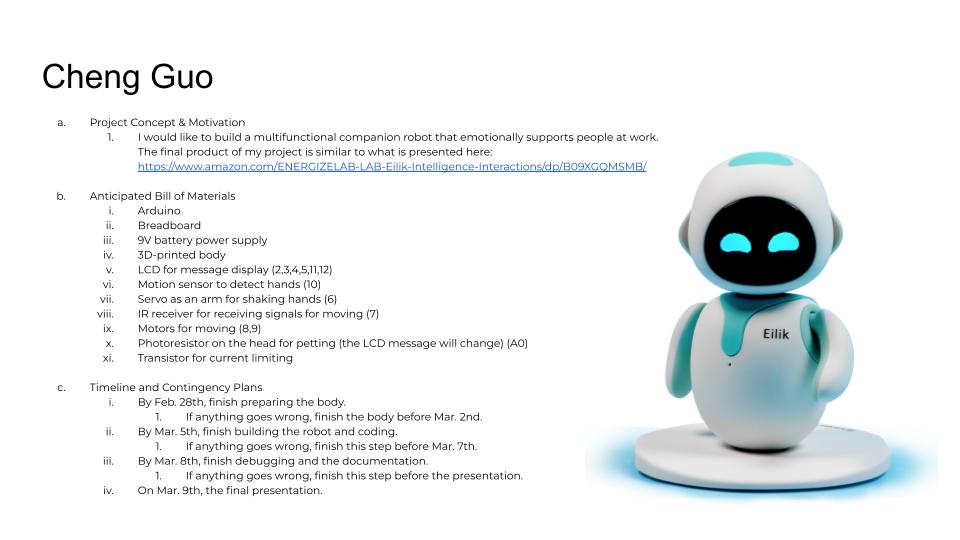 Cheng Guo
a. Project Concept & Motivation
1. I would like to build a multifunctional companion robot that emotionally supports people at work.
The final product of my project is similar to what is presented here:
https://www.amazon.com/ENERGIZELAB-LAB-Eilik-Intelligence-Interactions/dp/B09XGQMSMB/
b. Anticipated Bill of Materials
i. Arduino
ii. Breadboard
iii. 9V battery power supply
iv. 3D-printed body
v. LCD for message display (2,3,4,5,11,12)
vi. Motion sensor to detect hands (10)
vii. Servo as an arm for shaking hands (6)
viii. IR receiver for receiving signals for moving (7)
ix. Motors for moving (8,9)
x. Photoresistor on the head for petting (the LCD message will change) (A0)
xi. Transistor for current limiting
c. Timeline and Contingency Plans
i. By Feb. 28th, finish preparing the body.
1. If anything goes wrong, finish the body before Mar. 2nd.
ii. By Mar. 5th, finish building the robot and coding.
1. If anything goes wrong, finish this step before Mar. 7th.
iii. By Mar. 8th, finish debugging and the documentation.
1. If anything goes wrong, finish this step before the presentation.
iv. On Mar. 9th, the final presentation.
Eilik